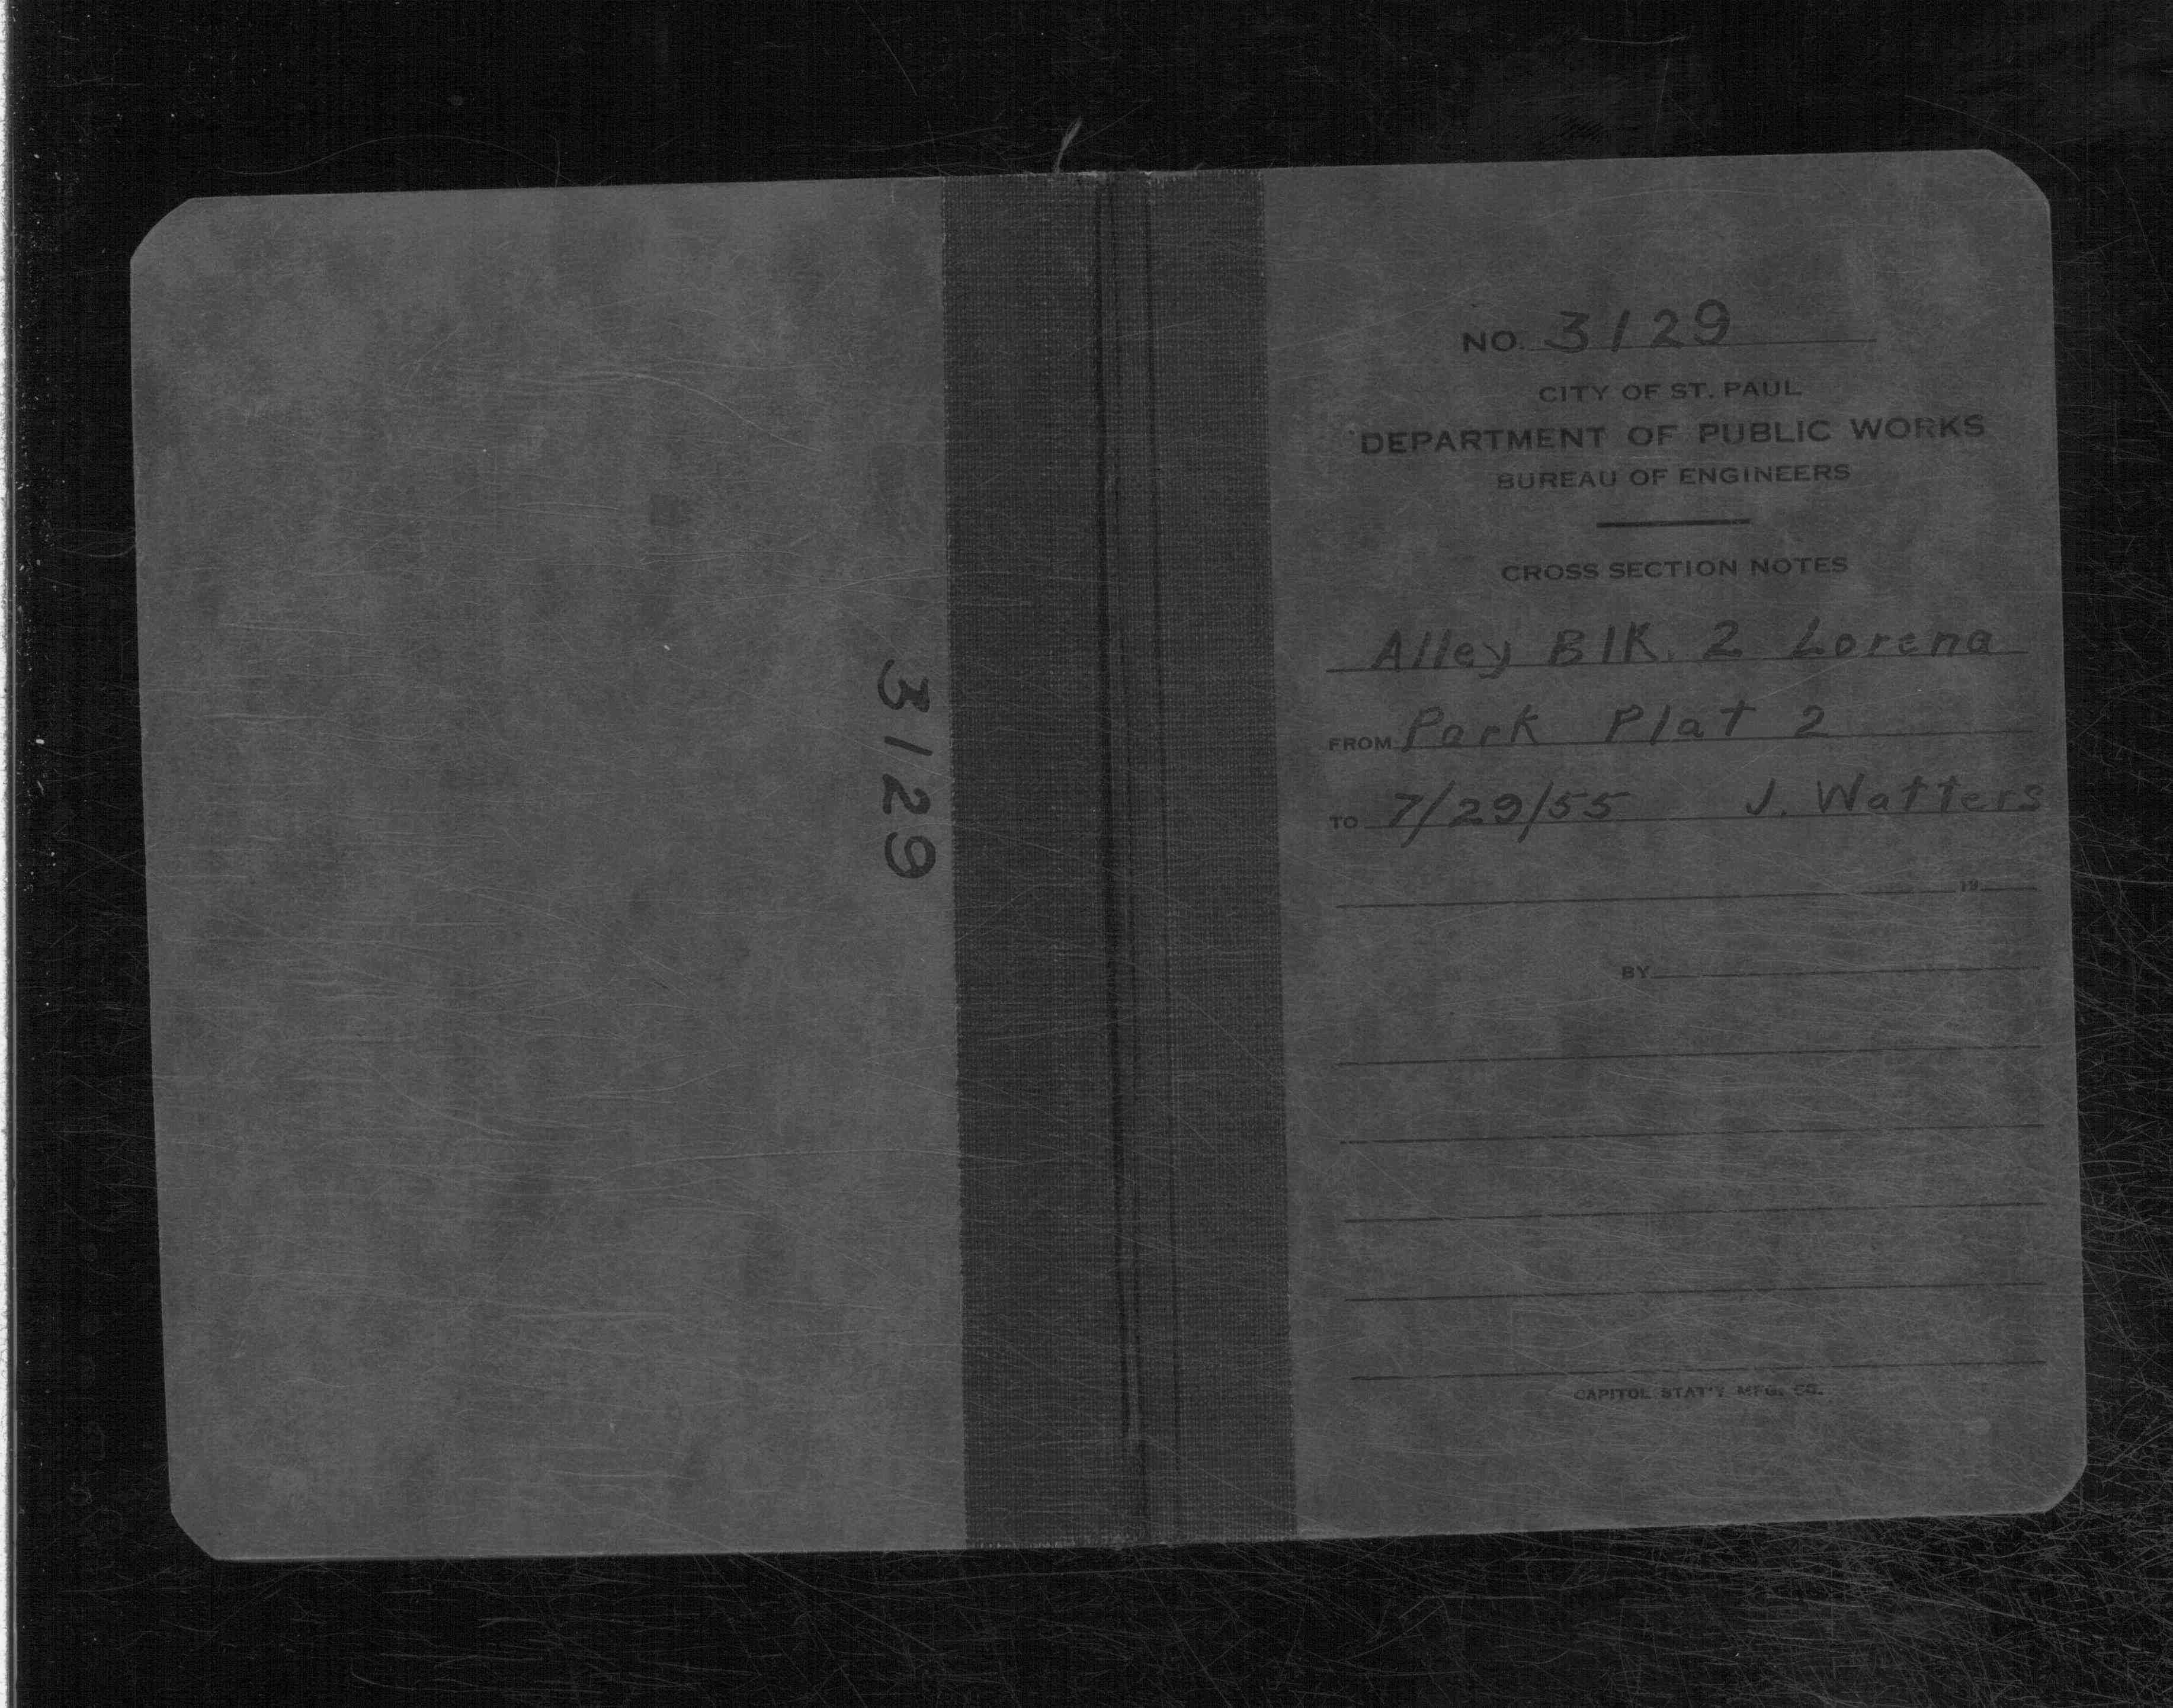 3129
NO. 3129
CITY OF ST. PAUL
DEPARTMENT OF PUBLIC WORKS
BUREAU OF ENGINEERS
CROSS SECTION NOTES
Alley Blk. 2 Lorena
FROM Park Plat 2
TO 7/29/55 J. Watters
19
BY
CAPITOL STAT'Y MFG. CO.